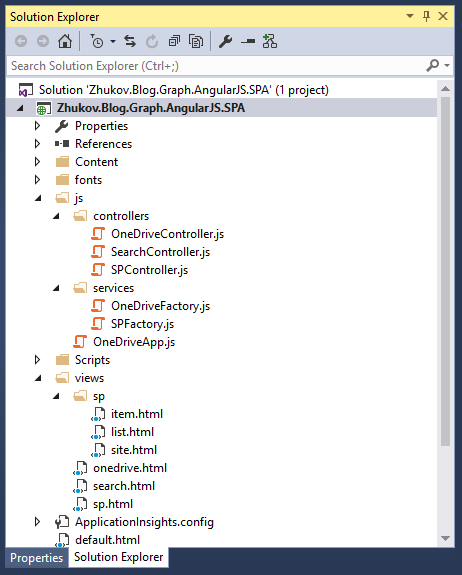 Solution Explorer
Search Solution Explorer (Ctrl+;)
Solution 'Zhukov.Blog.Graph.AngularJS.SPA' (1 project)
Zhukov.Blog.Graph.AngularJS.SPA
Properties
References
Content
fonts
js
controllers
OneDriveController.js
SearchController.js
SPController.js
services
OneDriveFactory.js
SPFactory.js
OneDriveApp.js
Scripts
views
sp
item.html
list.html
site.html
onedrive.html
search.html
sp.html
ApplicationInsights.config
default.html
Properties Solution Explorer